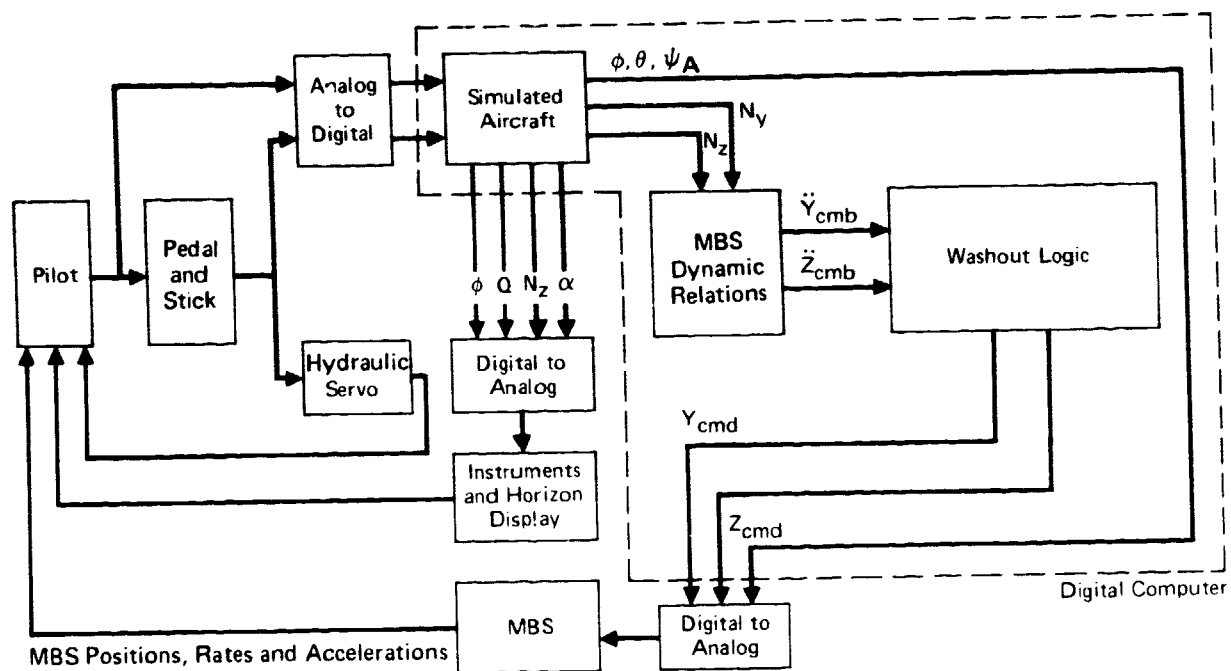 φ, θ, ψA
Analog
to
Digital
Simulated
Aircraft
Ny
Nz
Pilot
Pedal
and
Stick
MBS
Dynamic
Relations
Ÿcmb
Z̈cmb
Washout Logic
φ Q Nz α
Hydraulic
Servo
Digital to
Analog
Ycmd
Instruments
and Horizon
Display
Zcmd
Digital Computer
MBS
Digital to
Analog
MBS Positions, Rates and Accelerations